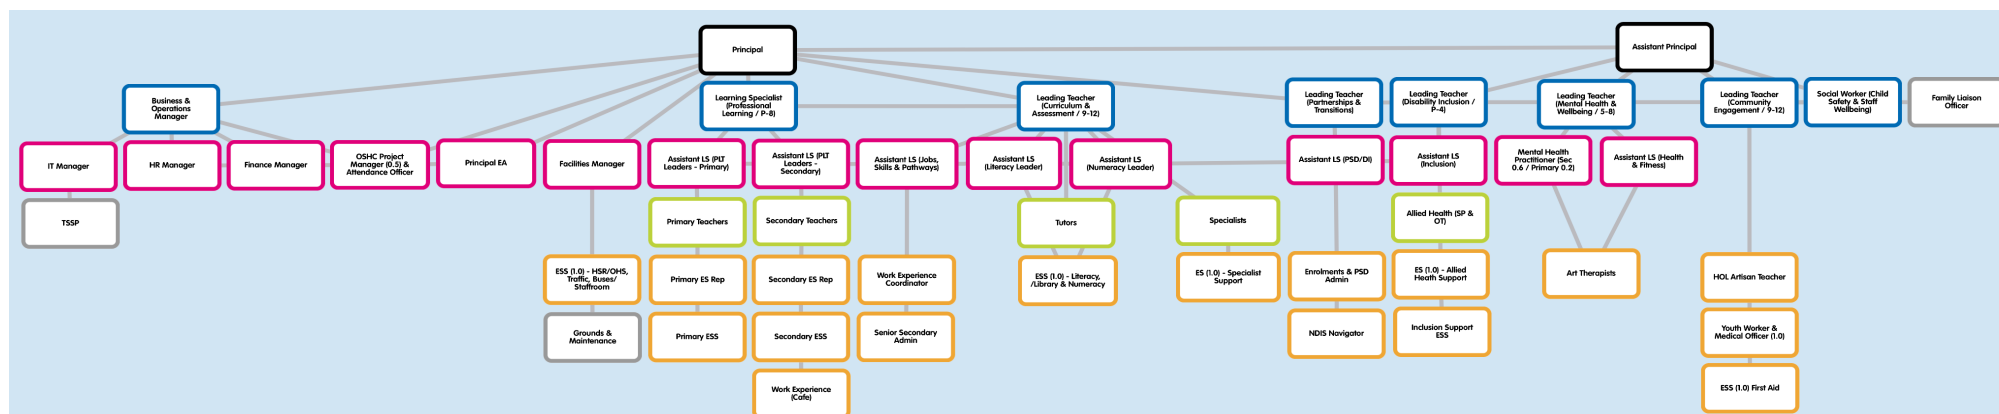 Principal
Assistant Principal
Business &
Operations
Manager
Learning Specialist
(Professional
Learning / P-8)
Leading Teacher
(Curriculum &
Assessment / 9-12)
Leading Teacher
(Partnerships &
Transitions)
Leading Teacher
(Disability Inclusion /
P-4)
Leading Teacher
(Mental Health &
Wellbeing / 5-8)
Leading Teacher
(Community
Engagement / 9-12)
Social Worker (Child
Safety & Staff
Wellbeing)
Family Liaison
Officer
IT Manager
HR Manager
Finance Manager
OSHC Project
Manager (0.5) &
Attendance Officer
Principal EA
Facilities Manager
Assistant LS (PLT
Leaders - Primary)
Assistant LS (PLT
Leaders -
Secondary)
Assistant LS (Jobs,
Skills & Pathways)
Assistant LS
(Literacy Leader)
Assistant LS
(Numeracy Leader)
Assistant LS (PSD/DI)
Assistant LS
(Inclusion)
Mental Health
Practitioner (Sec
0.6 / Primary 0.2)
Assistant LS (Health
& Fitness)
TSSP
Primary Teachers
Secondary Teachers
Tutors
Specialists
Allied Health (SP &
OT)
ESS (1.0) - HSR/OHS,
Traffic, Buses/
Staffroom
Primary ES Rep
Secondary ES Rep
Work Experience
Coordinator
ESS (1.0) - Literacy,
/Library & Numeracy
ES (1.0) - Specialist
Support
Enrolments & PSD
Admin
ES (1.0) - Allied
Heath Support
Art Therapists
HOL Artisan Teacher
Grounds &
Maintenance
Primary ESS
Secondary ESS
Senior Secondary
Admin
NDIS Navigator
Inclusion Support
ESS
Youth Worker &
Medical Officer (1.0)
Work Experience
(Cafe)
ESS (1.0) First Aid